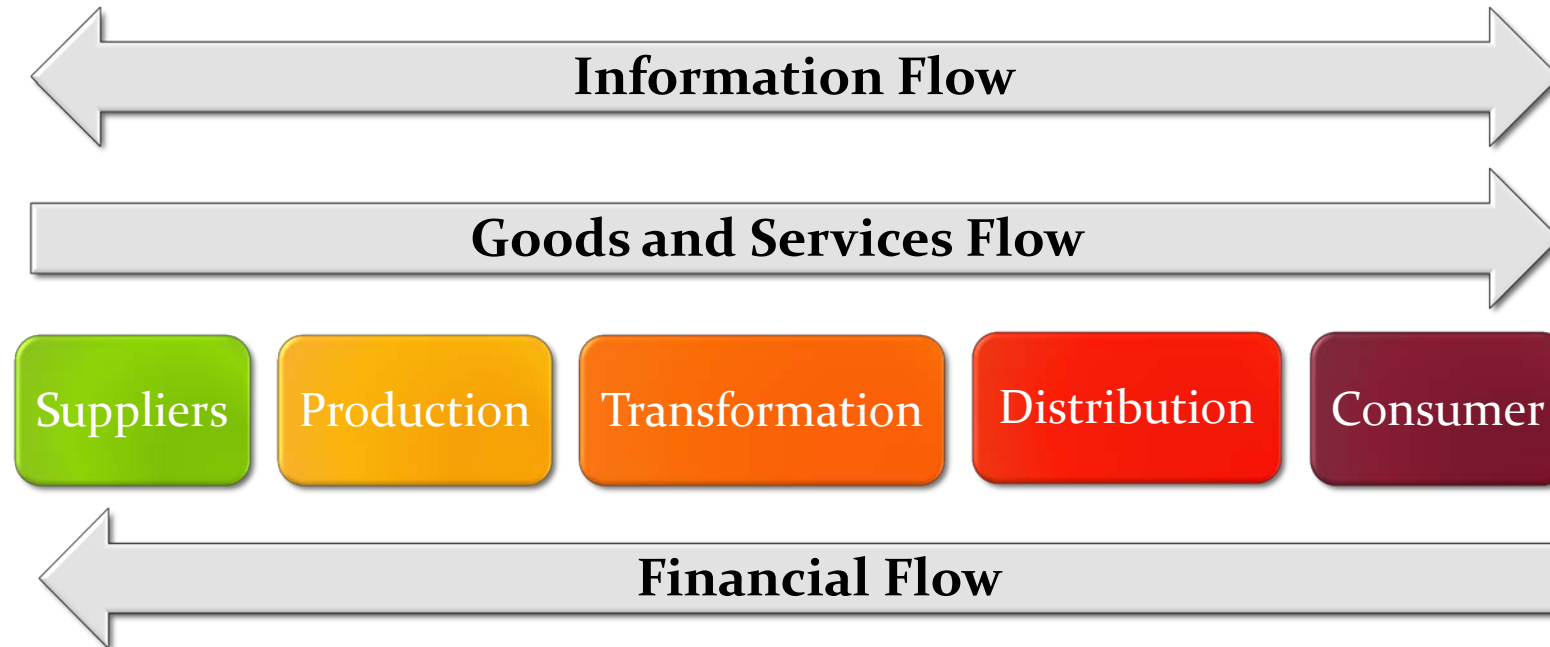 Information Flow
Goods and Services Flow
Suppliers Production Transformation Distribution Consumer
Financial Flow